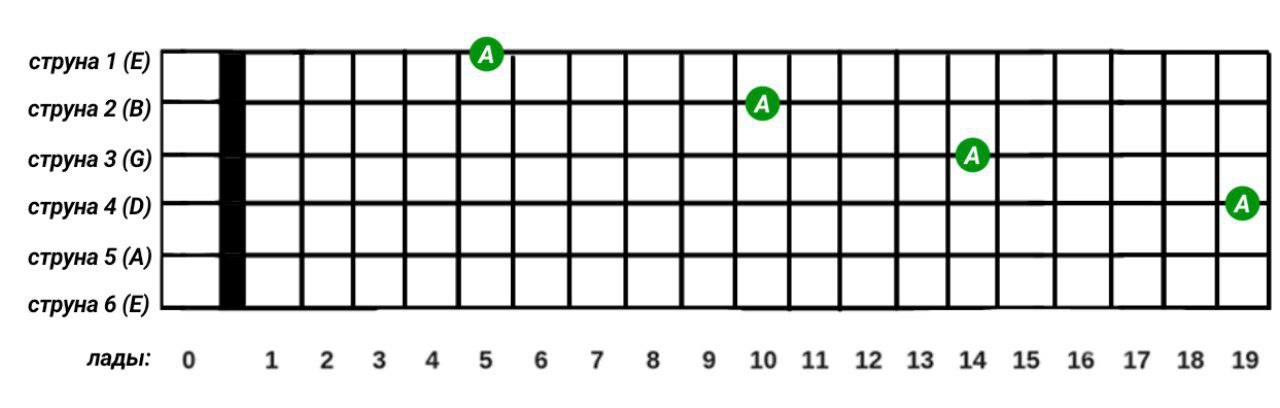 струна 1 (E) A
струна 2 (B) A
струна 3 (G) A
струна 4 (D) A
струна 5 (A)
струна 6 (E)
лады: 0 1 2 3 4 5 6 7 8 9 10 11 12 13 14 15 16 17 18 19